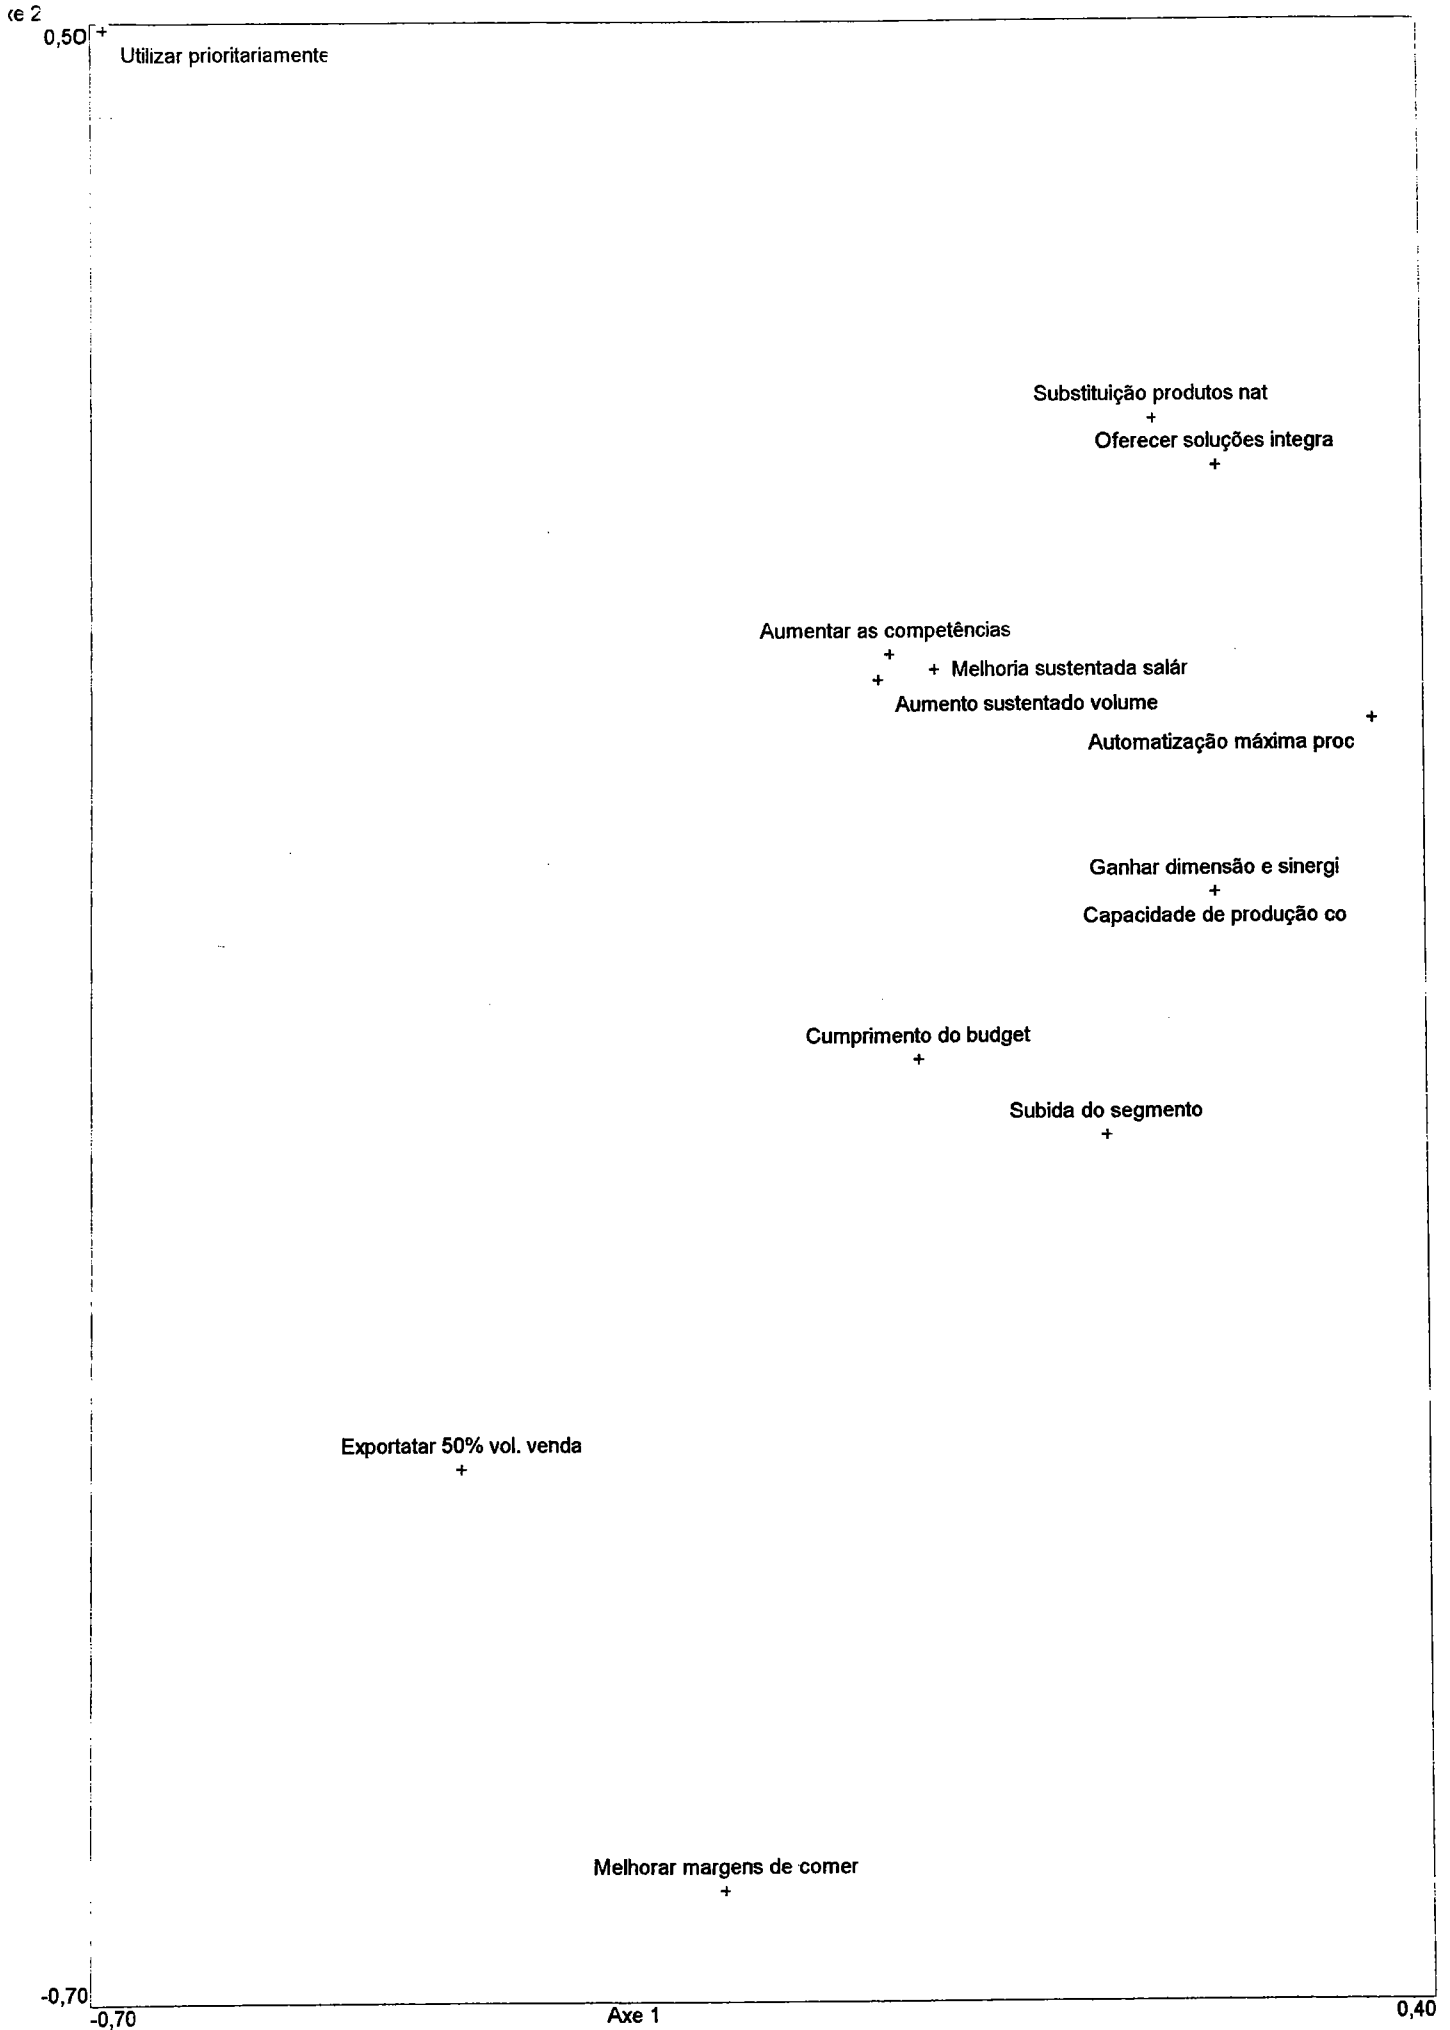 xe 2
0,50
Utilizar prioritariamente
Substituição produtos nat
Oferecer soluções integra
Aumentar as competências
Melhoria sustentada salár
Aumento sustentado volume
Automatização máxima proc
Ganhar dimensão e sinergi
Capacidade de produção co
Cumprimento do budget
Subida do segmento
Exportatar 50% vol. venda
Melhorar margens de comer
-0,70
-0,70 Axe 1 0,40